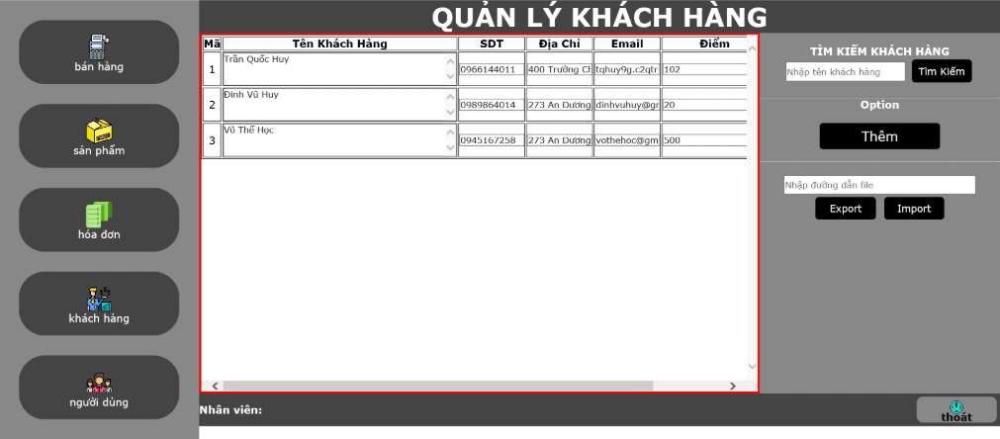 QUẢN LÝ KHÁCH HÀNG
bán hàng
sản phẩm
hóa đơn
khách hàng
người dùng
Mã Tên Khách Hàng SDT Địa Chỉ Email Điểm
1 Trần Quốc Huy 0966144011 400 Trường Ch tqhuy9g.c2qtr 102
2 Đinh Vũ Huy 0989864014 273 An Dương dinhvuhuy@gr 20
3 Võ Thế Học 0945167258 273 An Dương vothehoc@gm 500
TÌM KIẾM KHÁCH HÀNG
Nhập tên khách hàng Tìm Kiếm
Option
Thêm
Nhập đường dẫn file
Export Import
Nhân viên:
thoát